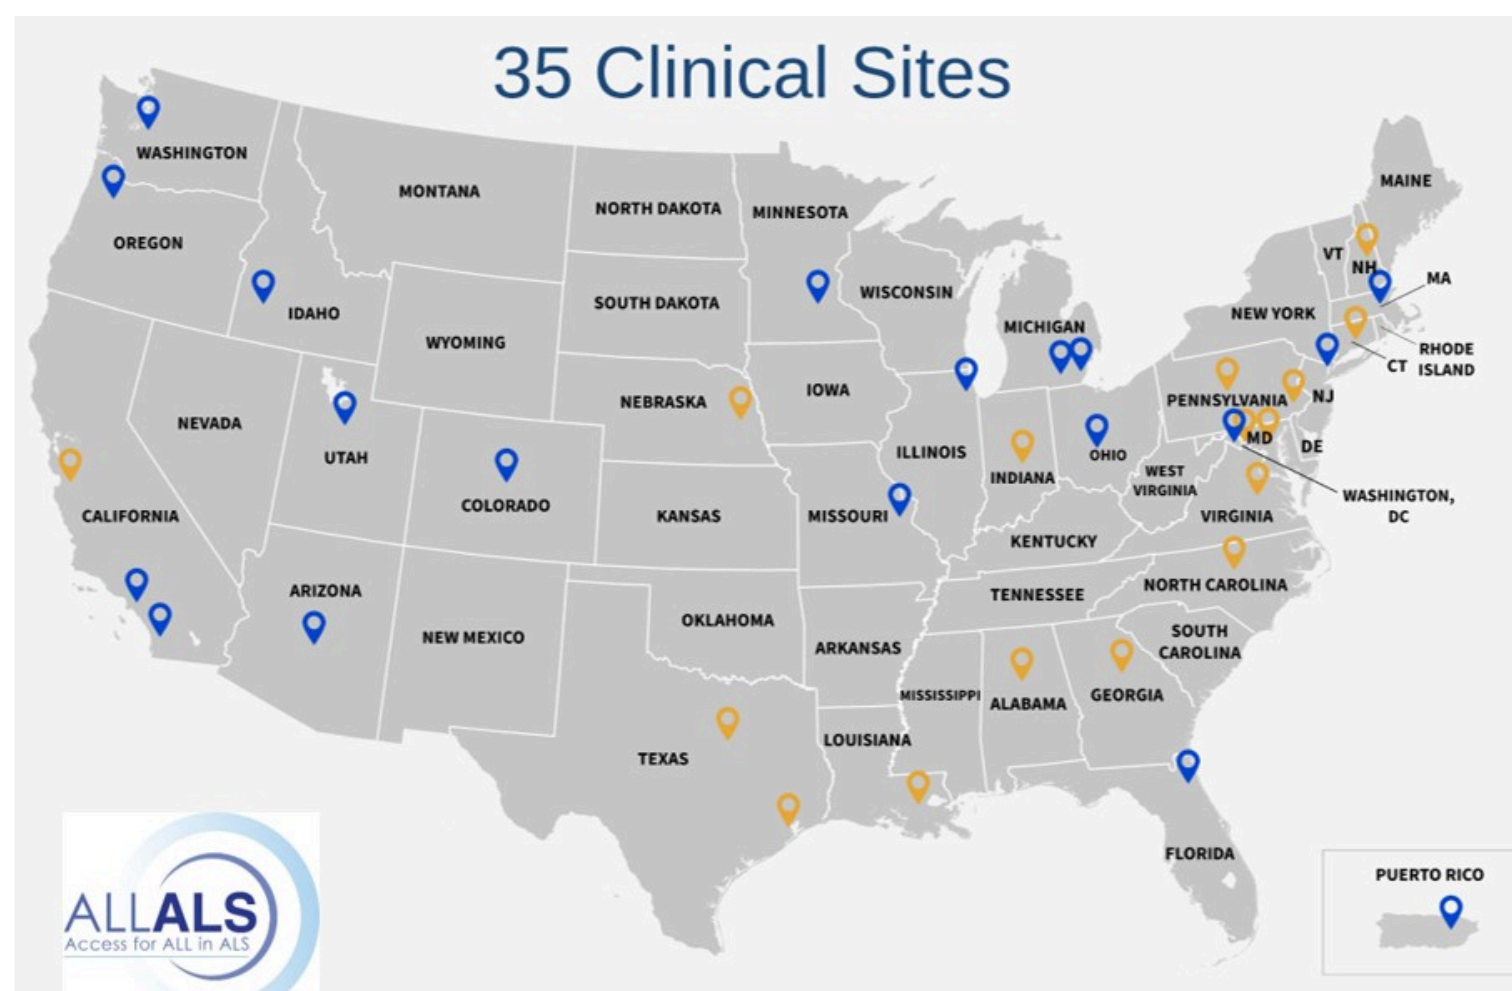 35 Clinical Sites
WASHINGTON
MONTANA
NORTH DAKOTA
MINNESOTA
MAINE
OREGON
IDAHO
SOUTH DAKOTA
WISCONSIN
MICHIGAN
VT
NH
MA
NEW YORK
RHODE
ISLAND
CT
WYOMING
NEBRASKA
IOWA
PENNSYLVANIA
NJ
NEVADA
UTAH
COLORADO
ILLINOIS
INDIANA
OHIO
MD
DE
WEST
VIRGINIA
WASHINGTON,
DC
CALIFORNIA
KANSAS
MISSOURI
KENTUCKY
VIRGINIA
ARIZONA
NEW MEXICO
OKLAHOMA
ARKANSAS
TENNESSEE
NORTH CAROLINA
SOUTH
CAROLINA
MISSISSIPPI
ALABAMA
GEORGIA
TEXAS
LOUISIANA
FLORIDA
PUERTO RICO
ALLALS
Access for ALL in ALS